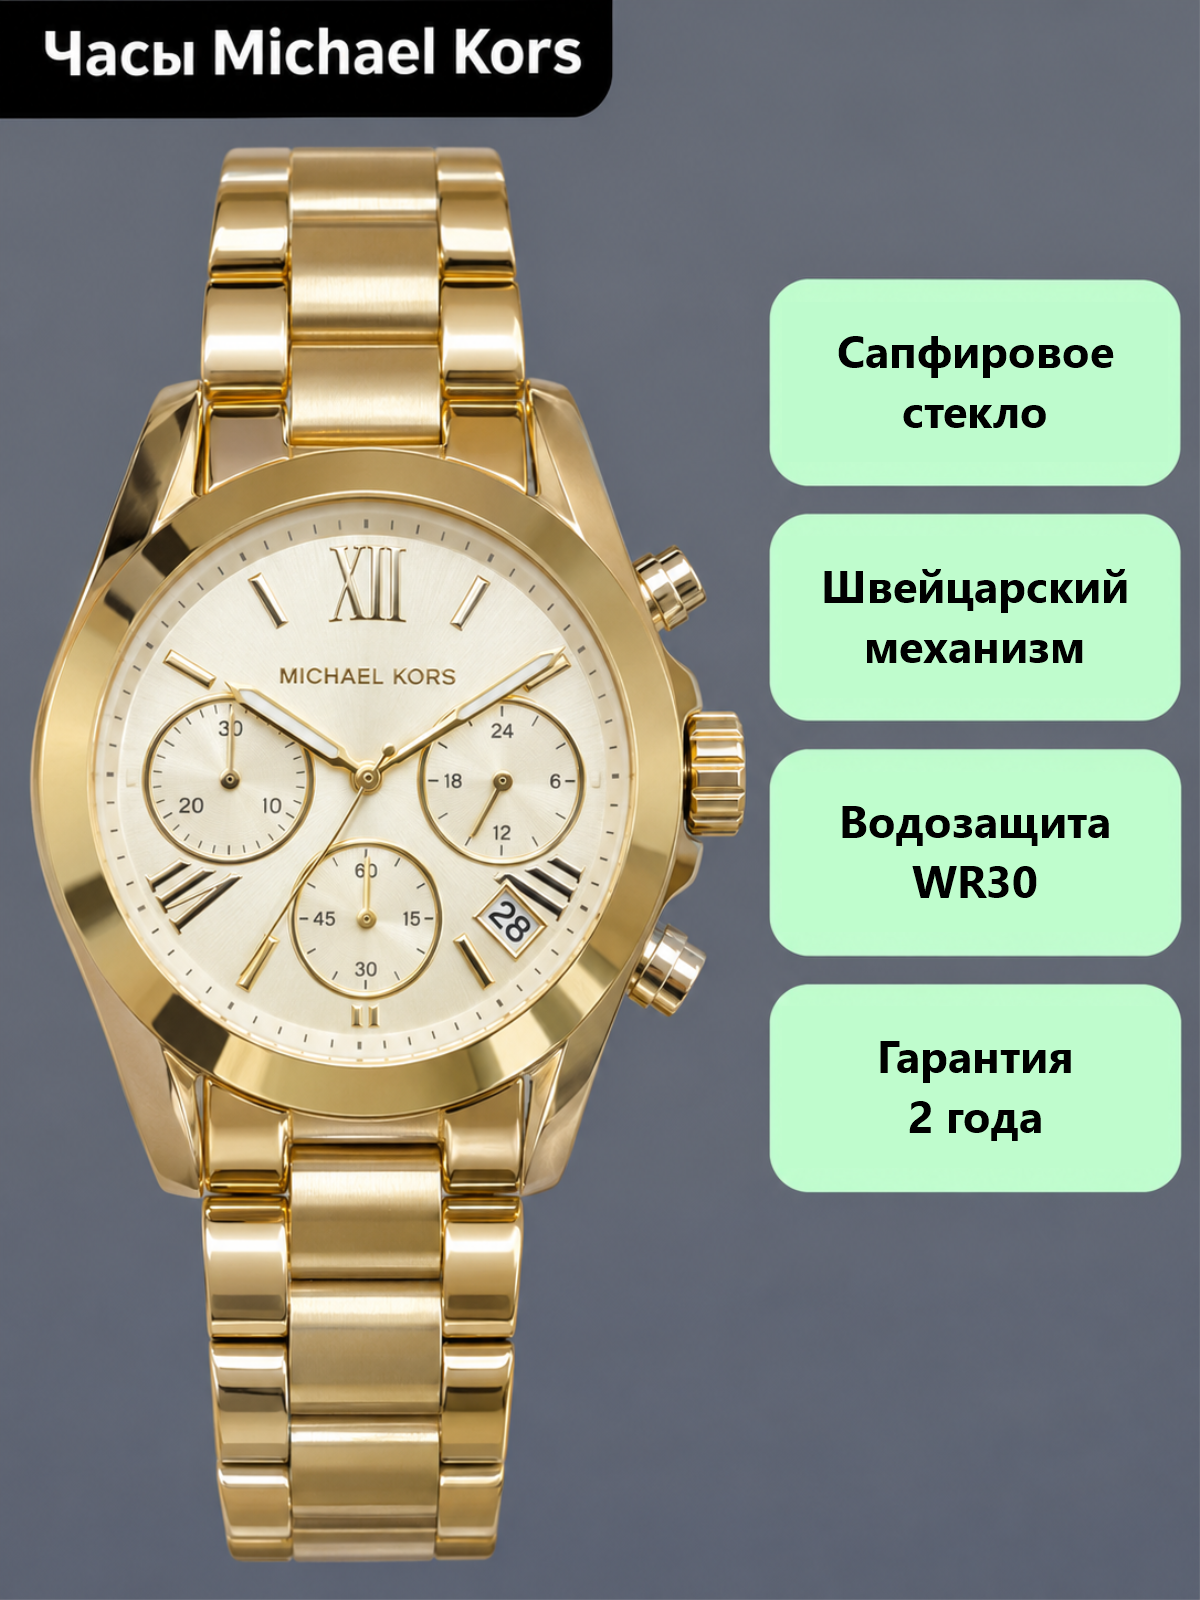 Часы Michael Kors
XII
MICHAEL KORS
30
20 10
24
18 6
12
60
45 15
30
28
Сапфировое
стекло
Швейцарский
механизм
Водозащита
WR30
Гарантия
2 года